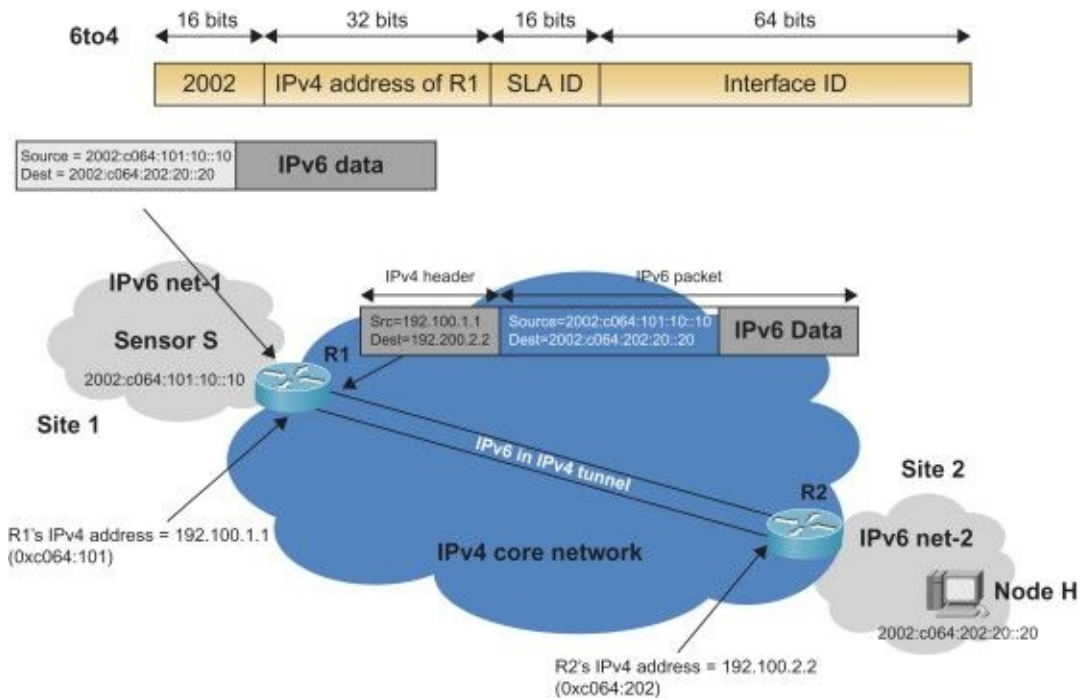 16 bits
32 bits
16 bits
64 bits
6to4
2002
IPv4 address of R1
SLA ID
Interface ID
Source = 2002:c064:101:10::10
Dest = 2002:c064:202:20::20
IPv6 data
IPv6 net-1
Sensor S
2002:c064:101:10::10
Site 1
IPv4 header
IPv6 packet
Src=192.100.1.1
Dest=192.200.2.2
Source=2002:c064:101:10::10
Dest=2002:c064:202:20::20
IPv6 Data
R1
IPv6 in IPv4 tunnel
Site 2
R2
R1's IPv4 address = 192.100.1.1
(0xc064:101)
IPv4 core network
IPv6 net-2
Node H
2002:c064:202:20::20
R2's IPv4 address = 192.100.2.2
(0xc064:202)